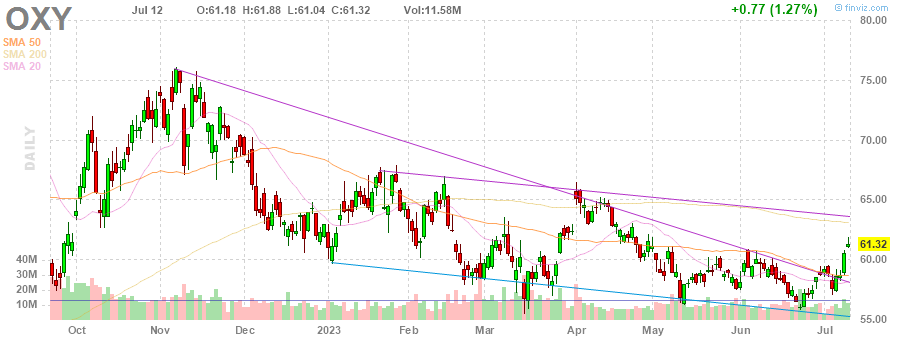 OXY
Jul 12 O:61.18 H:61.88 L:61.04 C:61.32 Vol:11.58M
+0.77 (1.27%)
© finviz.com
SMA 50
SMA 200
SMA 20
DAILY
80.00
75.00
70.00
65.00
61.32
60.00
55.00
40M
30M
20M
10M
Oct Nov Dec 2023 Feb Mar Apr May Jun Jul